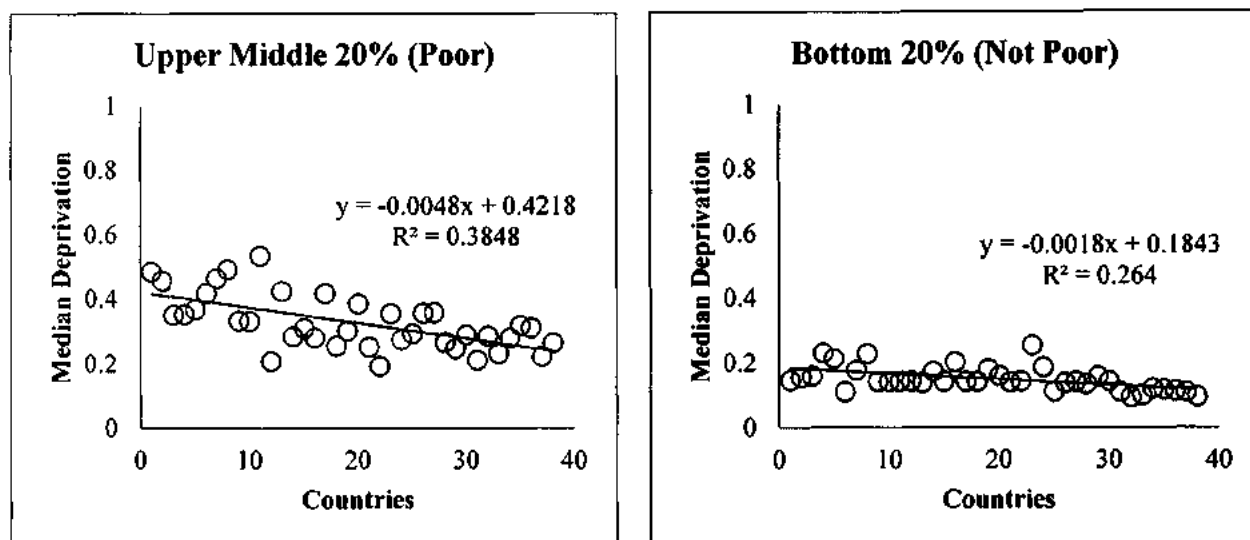 Upper Middle 20% (Poor)
1
0.8
0.6
0.4
0.2
0
Median Deprivation
y = -0.0048x + 0.4218
R² = 0.3848
0 10 20 30 40
Countries
Bottom 20% (Not Poor)
1
0.8
0.6
0.4
0.2
0
Median Deprivation
y = -0.0018x + 0.1843
R² = 0.264
0 10 20 30 40
Countries